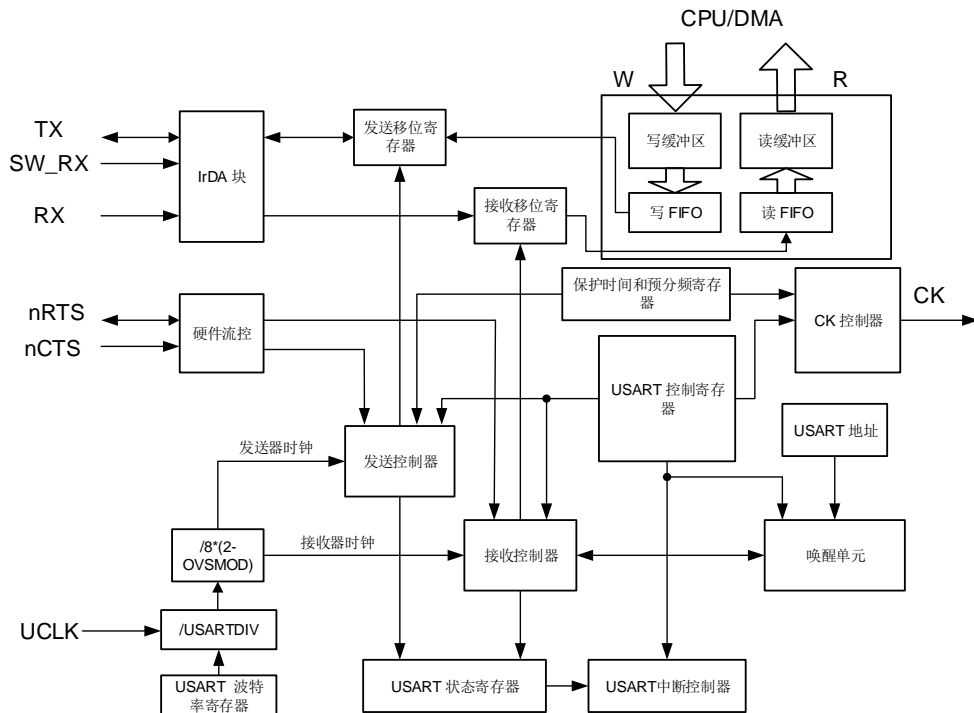 CPU/DMA
W
R
TX
SW_RX
RX
IrDA 块
发送移位寄
存器
写缓冲区
读缓冲区
接收移位寄
存器
写 FIFO
读 FIFO
保护时间和预分频寄存
器
CK 控制器
CK
nRTS
nCTS
硬件流控
USART 控制寄存
器
USART 地址
发送器时钟
发送控制器
/8*(2-
OVSMOD)
接收器时钟
接收控制器
唤醒单元
UCLK
/USARTDIV
USART 波特
率寄存器
USART 状态寄存器
USART中断控制器